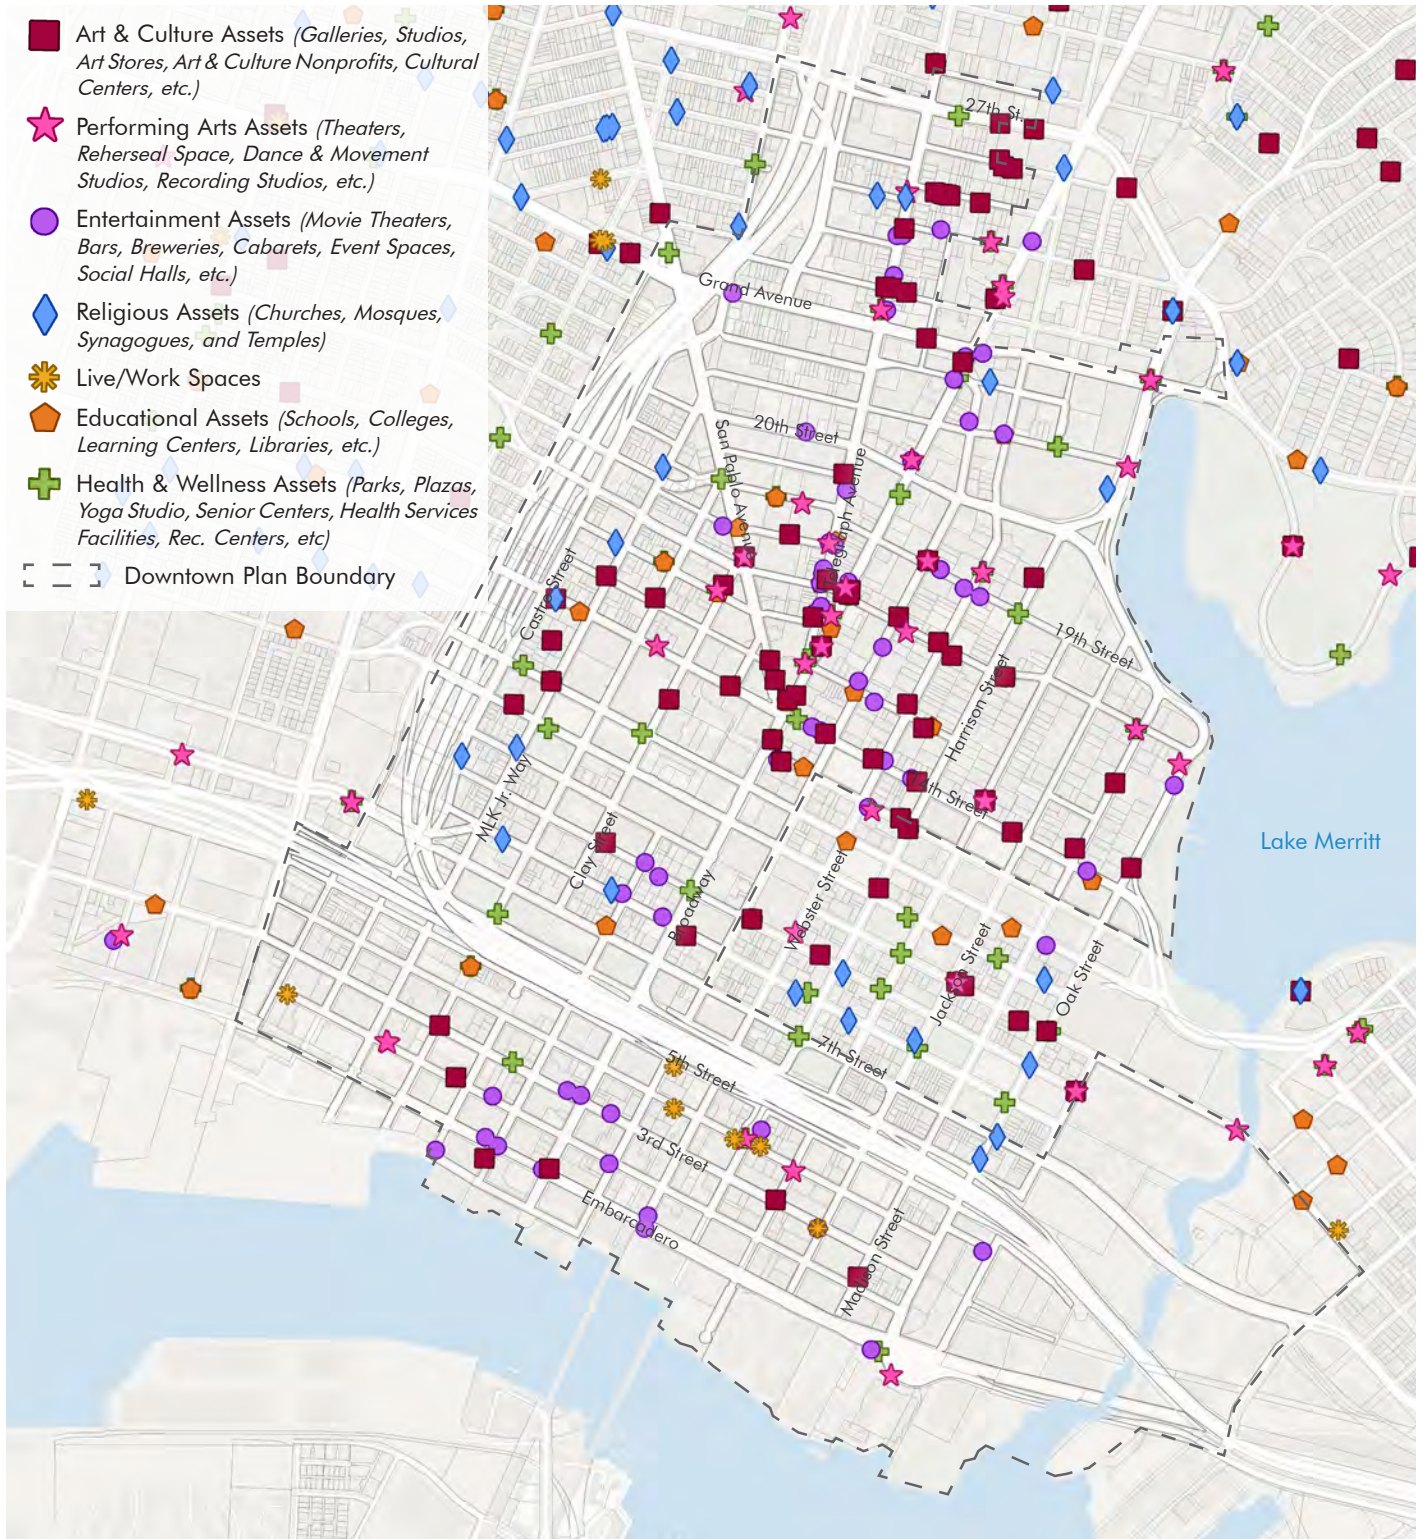 Art & Culture Assets (Galleries, Studios,
Art Stores, Art & Culture Nonprofits, Cultural
Centers, etc.)
Performing Arts Assets (Theaters,
Reherseal Space, Dance & Movement
Studios, Recording Studios, etc.)
Entertainment Assets (Movie Theaters,
Bars, Breweries, Cabarets, Event Spaces,
Social Halls, etc.)
Religious Assets (Churches, Mosques,
Synagogues, and Temples)
Live/Work Spaces
Educational Assets (Schools, Colleges,
Learning Centers, Libraries, etc.)
Health & Wellness Assets (Parks, Plazas,
Yoga Studio, Senior Centers, Health Services
Facilities, Rec. Centers, etc)
Downtown Plan Boundary
27th St.
Grand Avenue
20th Street
San Pablo Avenue
Telegraph Avenue
Castro Street
19th Street
Harrison Street
MLK Jr. Way
14th Street
Lake Merritt
Clay Street
Broadway
Webster Street
Jackson Street
Oak Street
7th Street
5th Street
3rd Street
Embarcadero
Madison Street